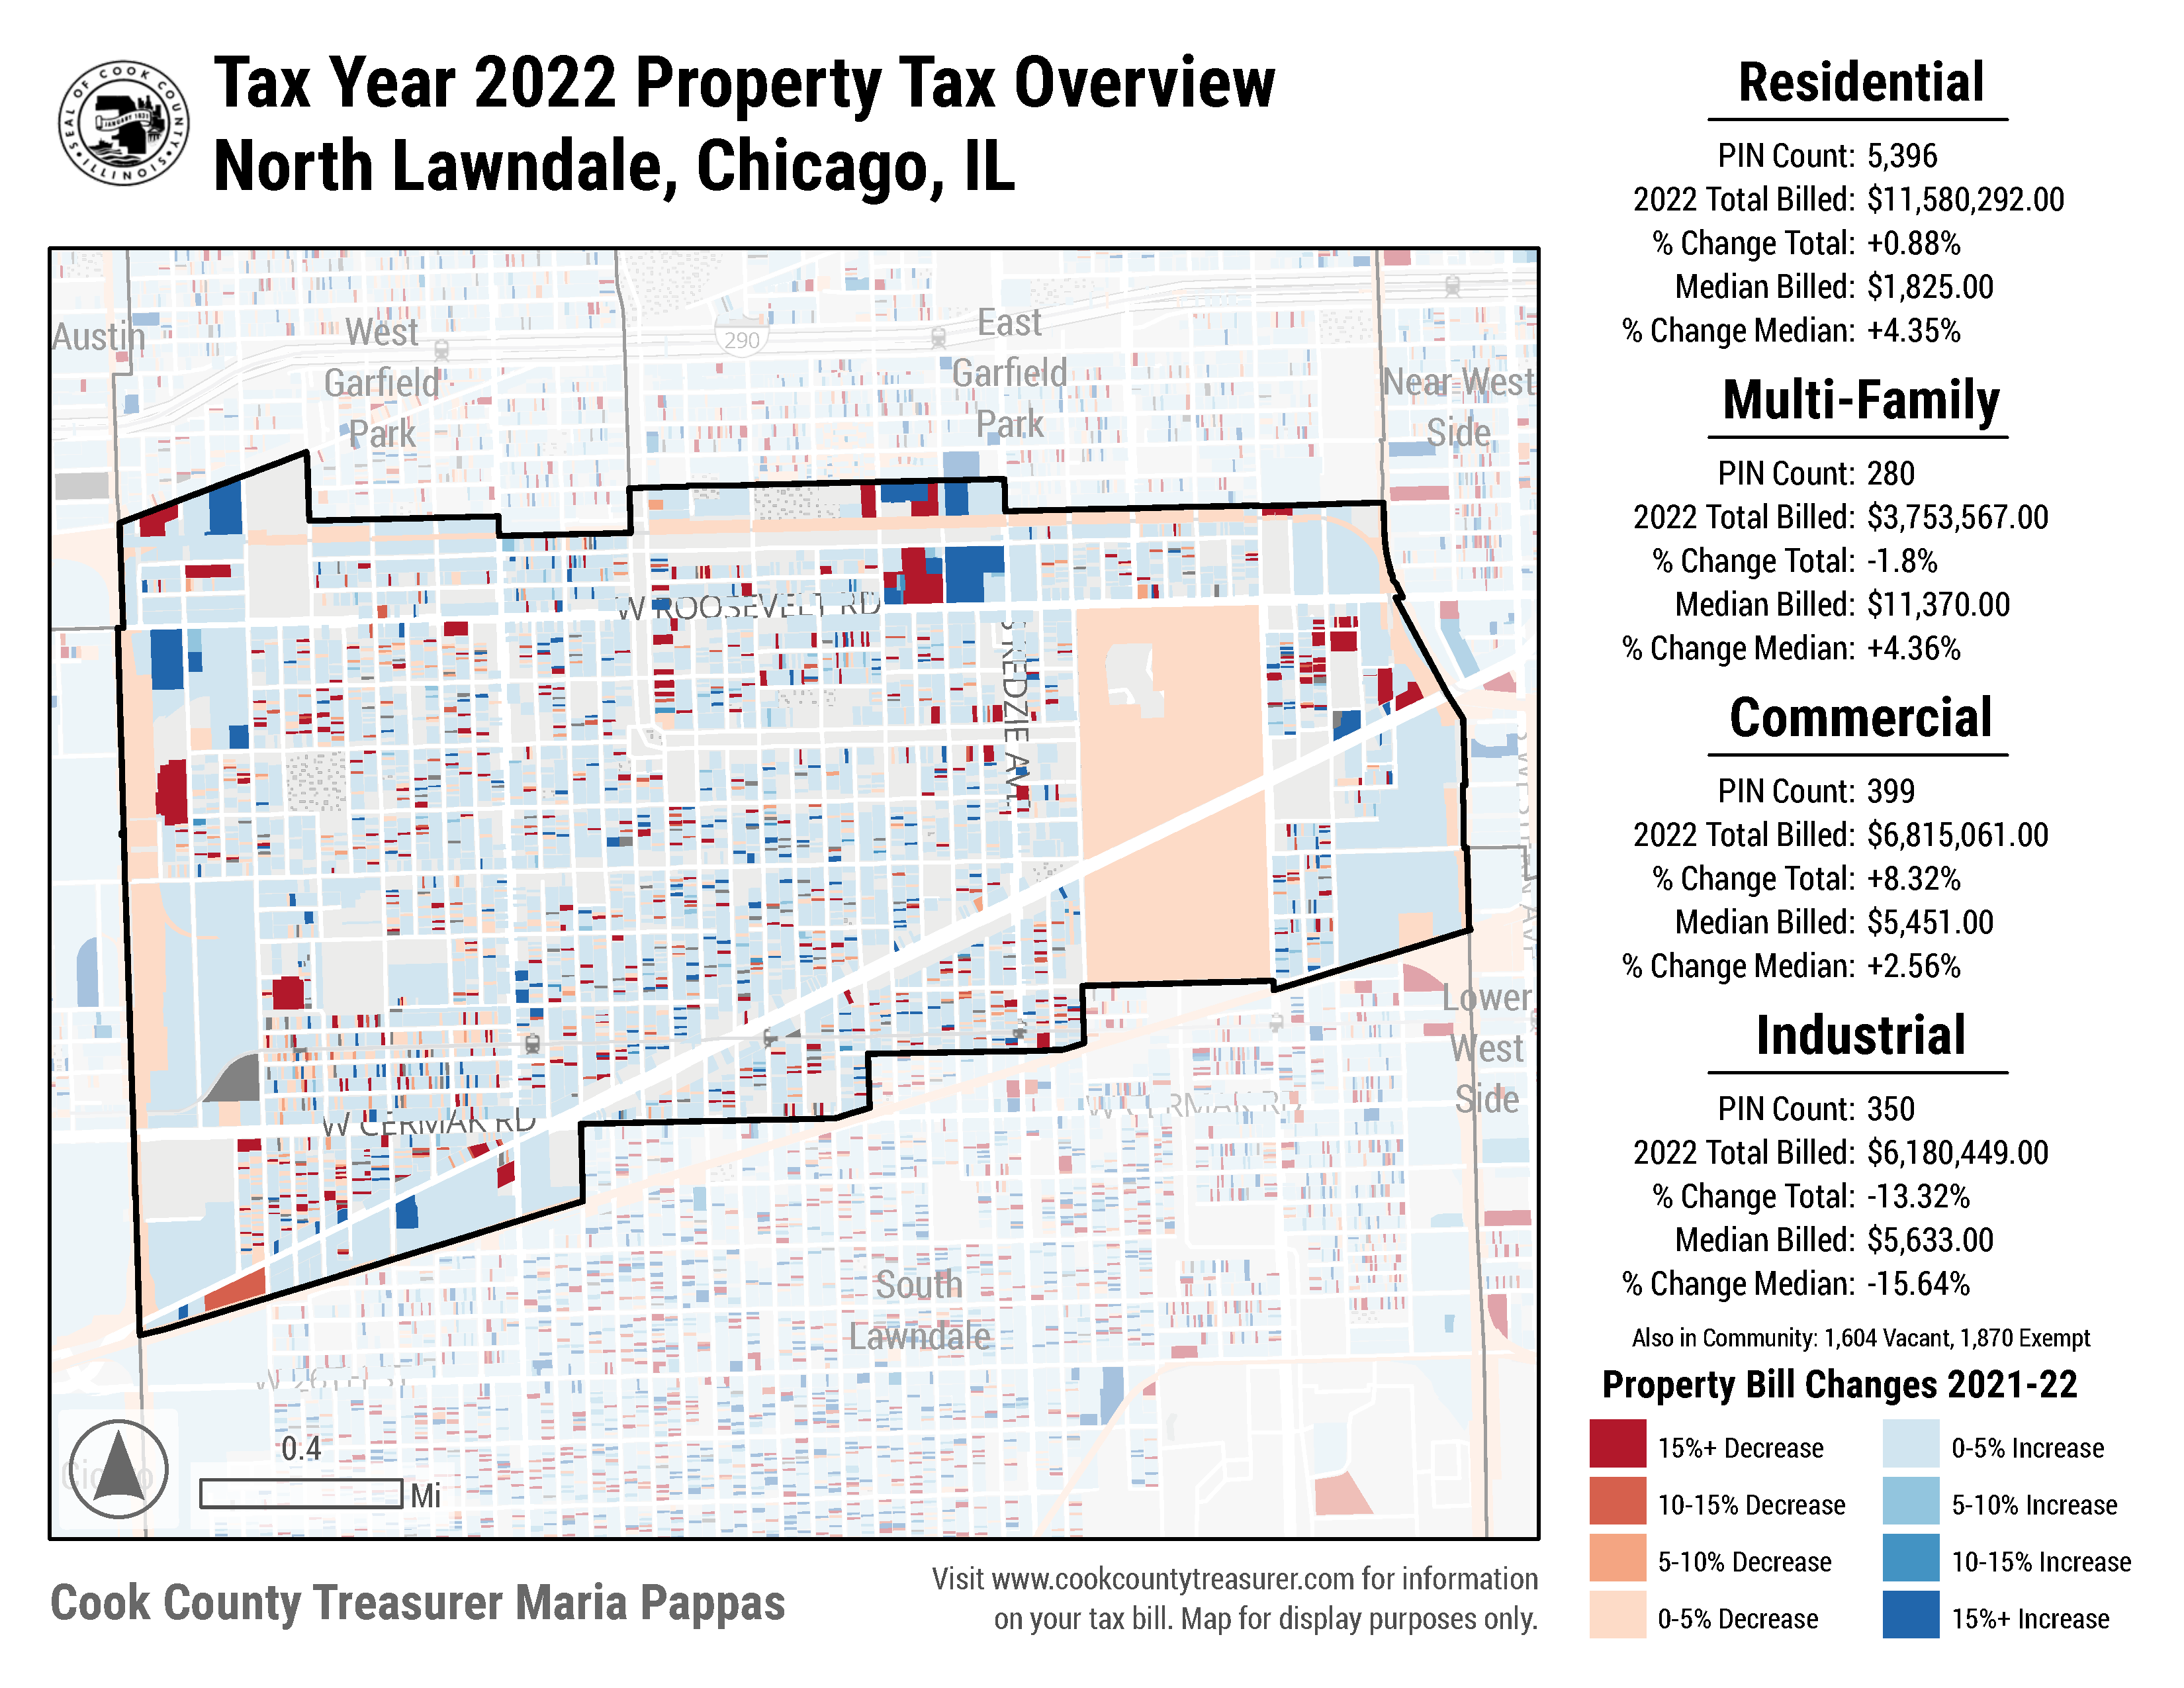 SEAL OF COOK COUNTY
JANUARY 1831
ILLINOIS
Tax Year 2022 Property Tax Overview
North Lawndale, Chicago, IL
Austin
West
Garfield
Park
290
East
Garfield
Park
Near West
Side
W ROOSEVELT RD
S KEDZIE AVE
Lower
West
Side
W CERMAK RD
W CERMAK RD
South
Lawndale
W 26TH ST
Cicero
0.4
Mi
Cook County Treasurer Maria Pappas
Visit www.cookcountytreasurer.com for information
on your tax bill. Map for display purposes only.
Residential
PIN Count: 5,396
2022 Total Billed: $11,580,292.00
% Change Total: +0.88%
Median Billed: $1,825.00
% Change Median: +4.35%
Multi-Family
PIN Count: 280
2022 Total Billed: $3,753,567.00
% Change Total: -1.8%
Median Billed: $11,370.00
% Change Median: +4.36%
Commercial
PIN Count: 399
2022 Total Billed: $6,815,061.00
% Change Total: +8.32%
Median Billed: $5,451.00
% Change Median: +2.56%
Industrial
PIN Count: 350
2022 Total Billed: $6,180,449.00
% Change Total: -13.32%
Median Billed: $5,633.00
% Change Median: -15.64%
Also in Community: 1,604 Vacant, 1,870 Exempt
Property Bill Changes 2021-22
15%+ Decrease
10-15% Decrease
5-10% Decrease
0-5% Decrease
0-5% Increase
5-10% Increase
10-15% Increase
15%+ Increase